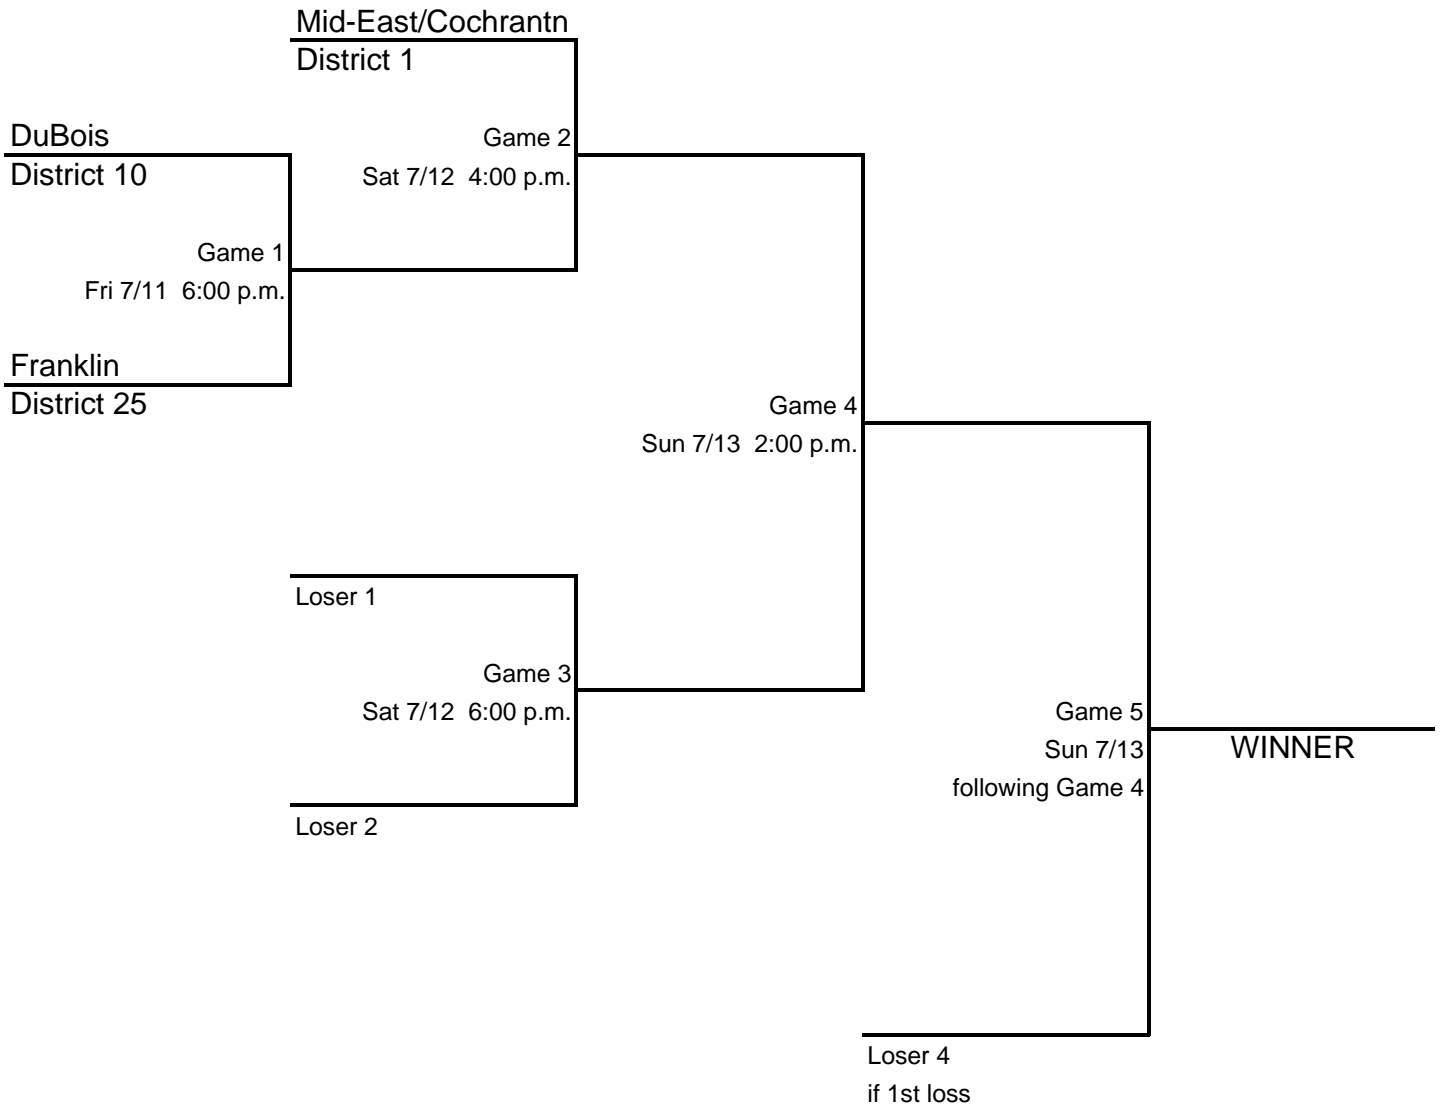 Mid-East/Cochrantn
District 1
DuBois
District 10
Game 2
Sat 7/12  4:00 p.m.
Game 1
Fri 7/11  6:00 p.m.
Franklin
District 25
Game 4
Sun 7/13  2:00 p.m.
Loser 1
Game 3
Sat 7/12  6:00 p.m.
Loser 2
Game 5
Sun 7/13
following Game 4
WINNER
Loser 4
if 1st loss